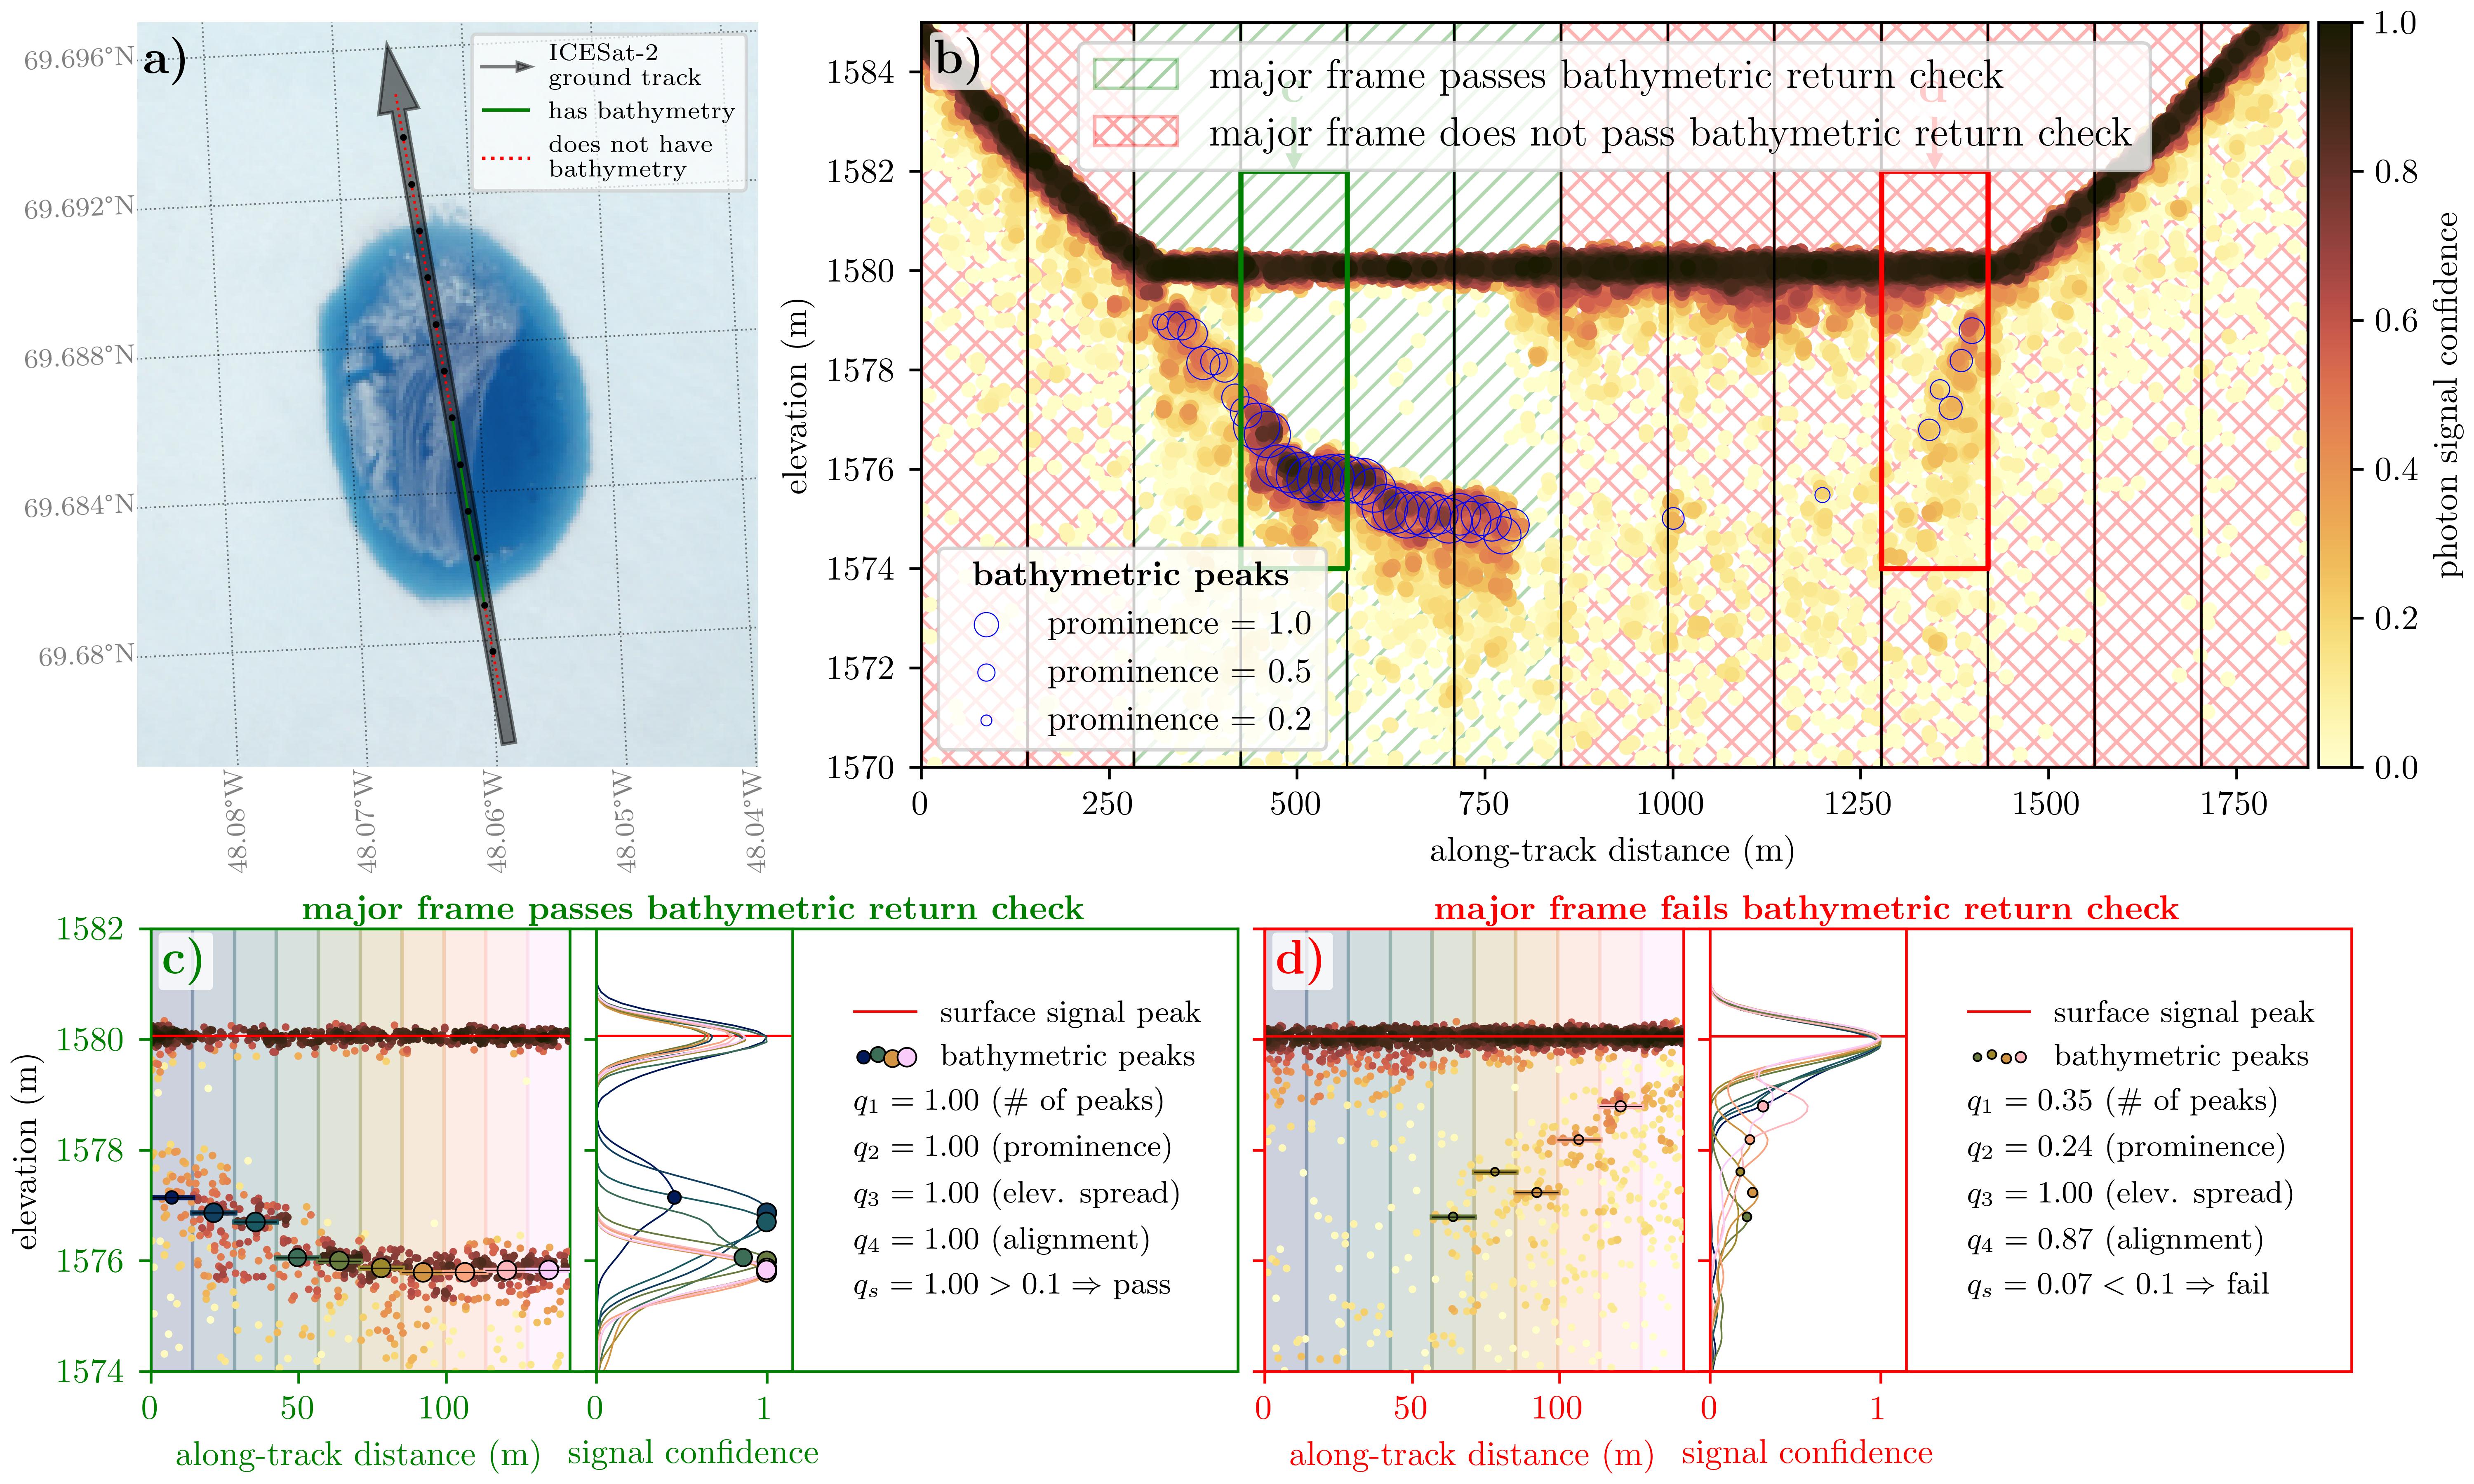 a)
ICESat-2
ground track
has bathymetry
does not have
bathymetry
69.696°N
69.692°N
69.688°N
69.684°N
69.68°N
48.08°W
48.07°W
48.06°W
48.05°W
48.04°W
b)
major frame passes bathymetric return check
major frame does not pass bathymetric return check
c
d
elevation (m)
1584
1582
1580
1578
1576
1574
1572
1570
bathymetric peaks
prominence = 1.0
prominence = 0.5
prominence = 0.2
0
250
500
750
1000
1250
1500
1750
along-track distance (m)
1.0
0.8
0.6
0.4
0.2
0.0
photon signal confidence
major frame passes bathymetric return check
c)
elevation (m)
1582
1580
1578
1576
1574
surface signal peak
bathymetric peaks
q₁ = 1.00 (# of peaks)
q₂ = 1.00 (prominence)
q₃ = 1.00 (elev. spread)
q₄ = 1.00 (alignment)
qₛ = 1.00 > 0.1 ⇒ pass
0
50
100
0
1
along-track distance (m)
signal confidence
major frame fails bathymetric return check
d)
surface signal peak
bathymetric peaks
q₁ = 0.35 (# of peaks)
q₂ = 0.24 (prominence)
q₃ = 1.00 (elev. spread)
q₄ = 0.87 (alignment)
qₛ = 0.07 < 0.1 ⇒ fail
0
50
100
0
1
along-track distance (m)
signal confidence